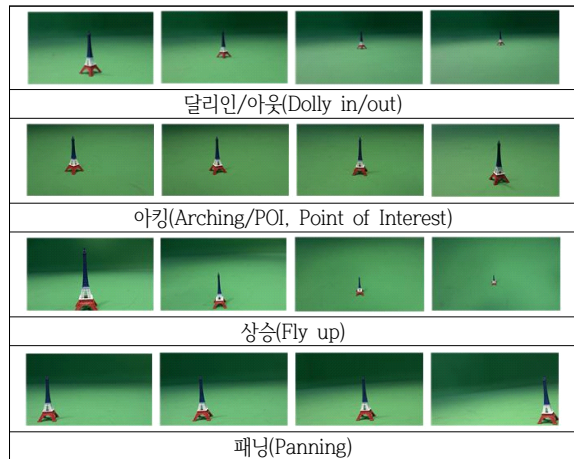 달리인/아웃(Dolly in/out)
아킹(Arching/POI, Point of Interest)
상승(Fly up)
패닝(Panning)